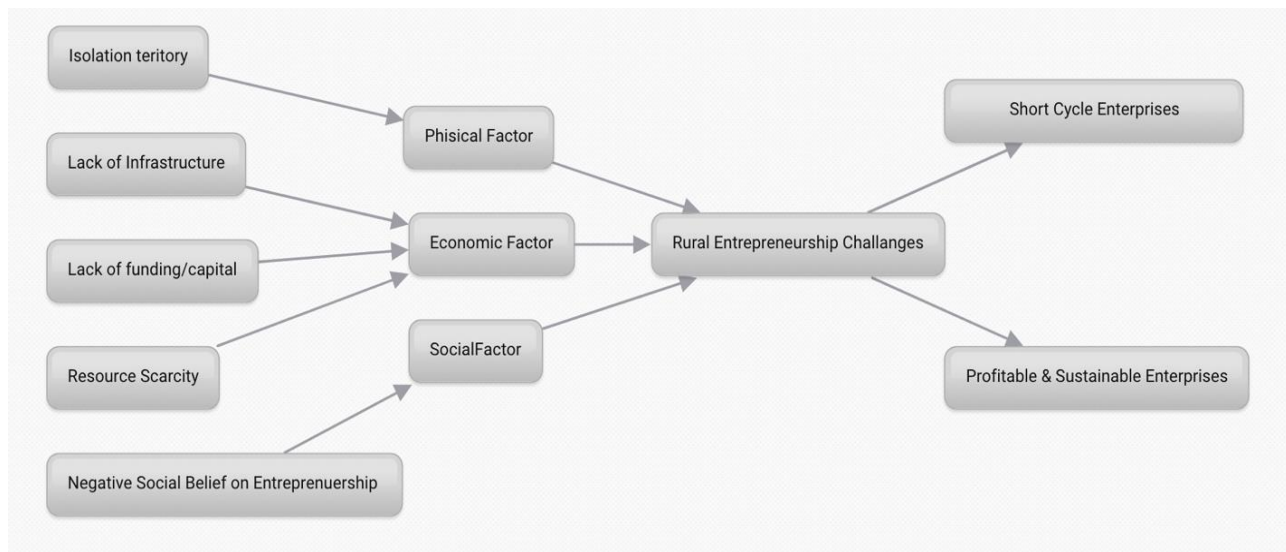 Isolation teritory
Lack of Infrastructure
Lack of funding/capital
Resource Scarcity
Negative Social Belief on Entreprenuership
Phisical Factor
Economic Factor
SocialFactor
Rural Entrepreneurship Challanges
Short Cycle Enterprises
Profitable & Sustainable Enterprises